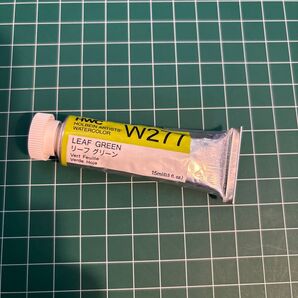 HWC
HOLBEIN ARTISTS'
WATERCOLOR
W277
LEAF GREEN
リーフ グリーン
Vert Feuille
Verde Hoja
15ml(0.5 fl.oz.)